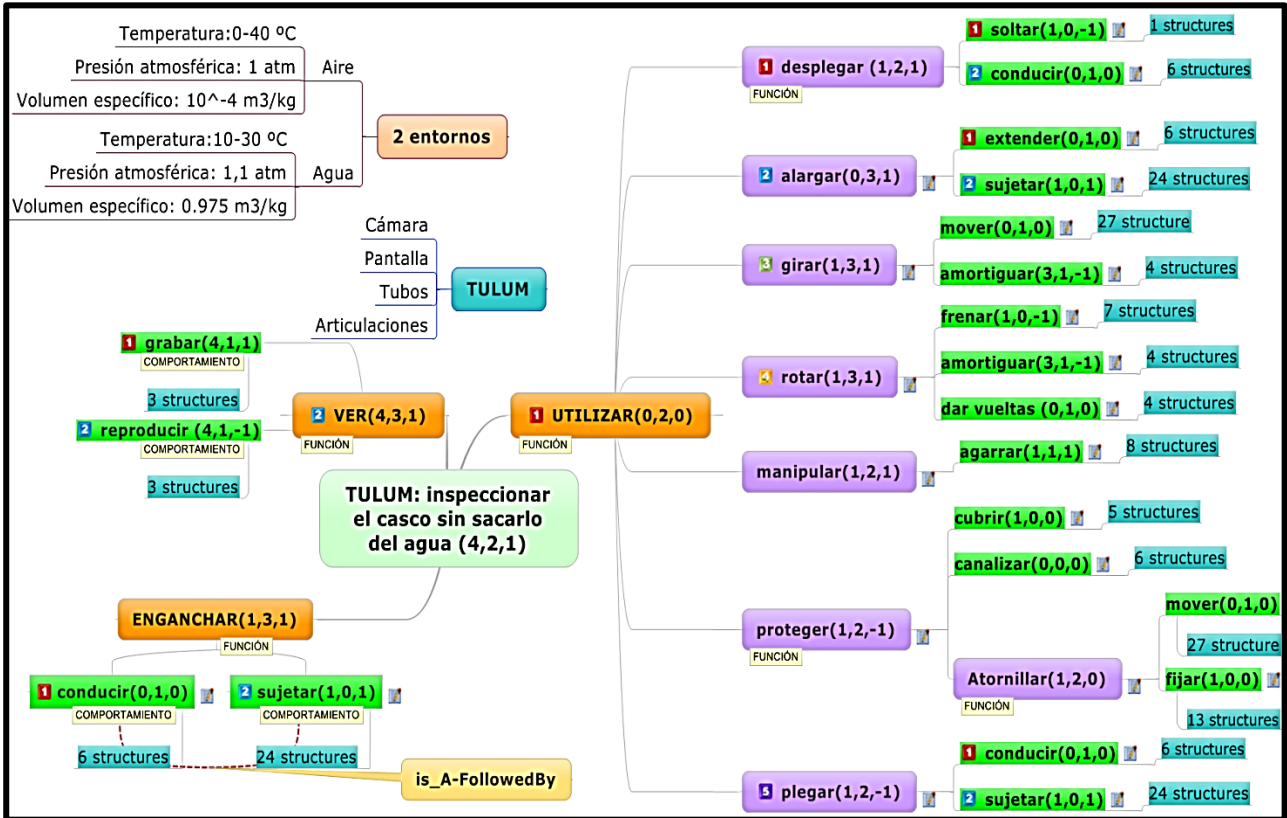 Temperatura:0-40 ºC
Presión atmosférica: 1 atm
Volumen específico: 10^-4 m3/kg
Aire
Temperatura:10-30 ºC
Presión atmosférica: 1,1 atm
Volumen específico: 0.975 m3/kg
Agua
2 entornos
Cámara
Pantalla
Tubos
Articulaciones
TULUM
1 grabar(4,1,1)
COMPORTAMIENTO
3 structures
2 reproducir (4,1,-1)
COMPORTAMIENTO
3 structures
2 VER(4,3,1)
FUNCIÓN
1 UTILIZAR(0,2,0)
FUNCIÓN
TULUM: inspeccionar
el casco sin sacarlo
del agua (4,2,1)
ENGANCHAR(1,3,1)
FUNCIÓN
1 conducir(0,1,0)
COMPORTAMIENTO
6 structures
2 sujetar(1,0,1)
COMPORTAMIENTO
24 structures
is_A-FollowedBy
1 desplegar (1,2,1)
FUNCIÓN
1 soltar(1,0,-1)
1 structures
2 conducir(0,1,0)
6 structures
2 alargar(0,3,1)
1 extender(0,1,0)
6 structures
2 sujetar(1,0,1)
24 structures
3 girar(1,3,1)
mover(0,1,0)
27 structure
amortiguar(3,1,-1)
4 structures
4 rotar(1,3,1)
frenar(1,0,-1)
7 structures
amortiguar(3,1,-1)
4 structures
dar vueltas (0,1,0)
4 structures
manipular(1,2,1)
agarrar(1,1,1)
8 structures
proteger(1,2,-1)
FUNCIÓN
cubrir(1,0,0)
5 structures
canalizar(0,0,0)
6 structures
Atornillar(1,2,0)
FUNCIÓN
mover(0,1,0)
27 structure
fijar(1,0,0)
13 structures
5 plegar(1,2,-1)
1 conducir(0,1,0)
6 structures
2 sujetar(1,0,1)
24 structures